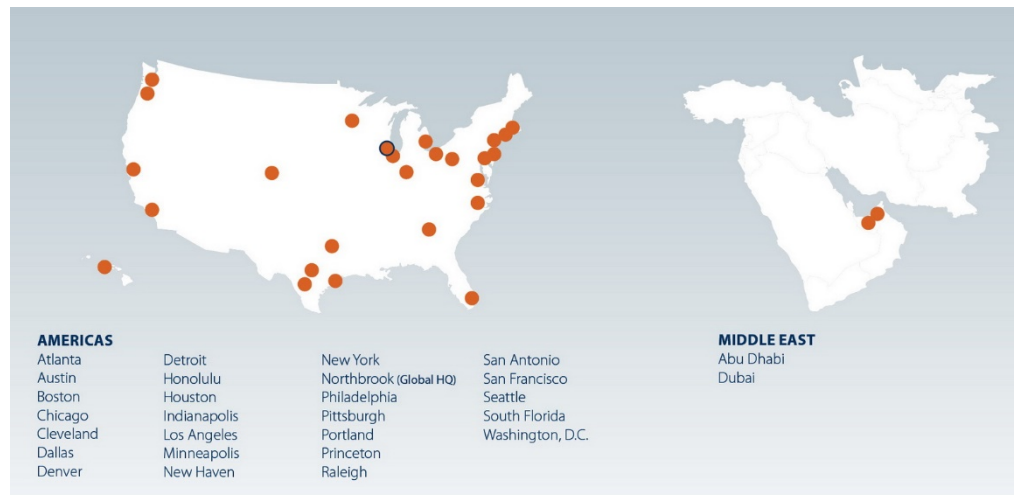 AMERICAS
Atlanta
Austin
Boston
Chicago
Cleveland
Dallas
Denver
Detroit
Honolulu
Houston
Indianapolis
Los Angeles
Minneapolis
New Haven
New York
Northbrook (Global HQ)
Philadelphia
Pittsburgh
Portland
Princeton
Raleigh
San Antonio
San Francisco
Seattle
South Florida
Washington, D.C.
MIDDLE EAST
Abu Dhabi
Dubai